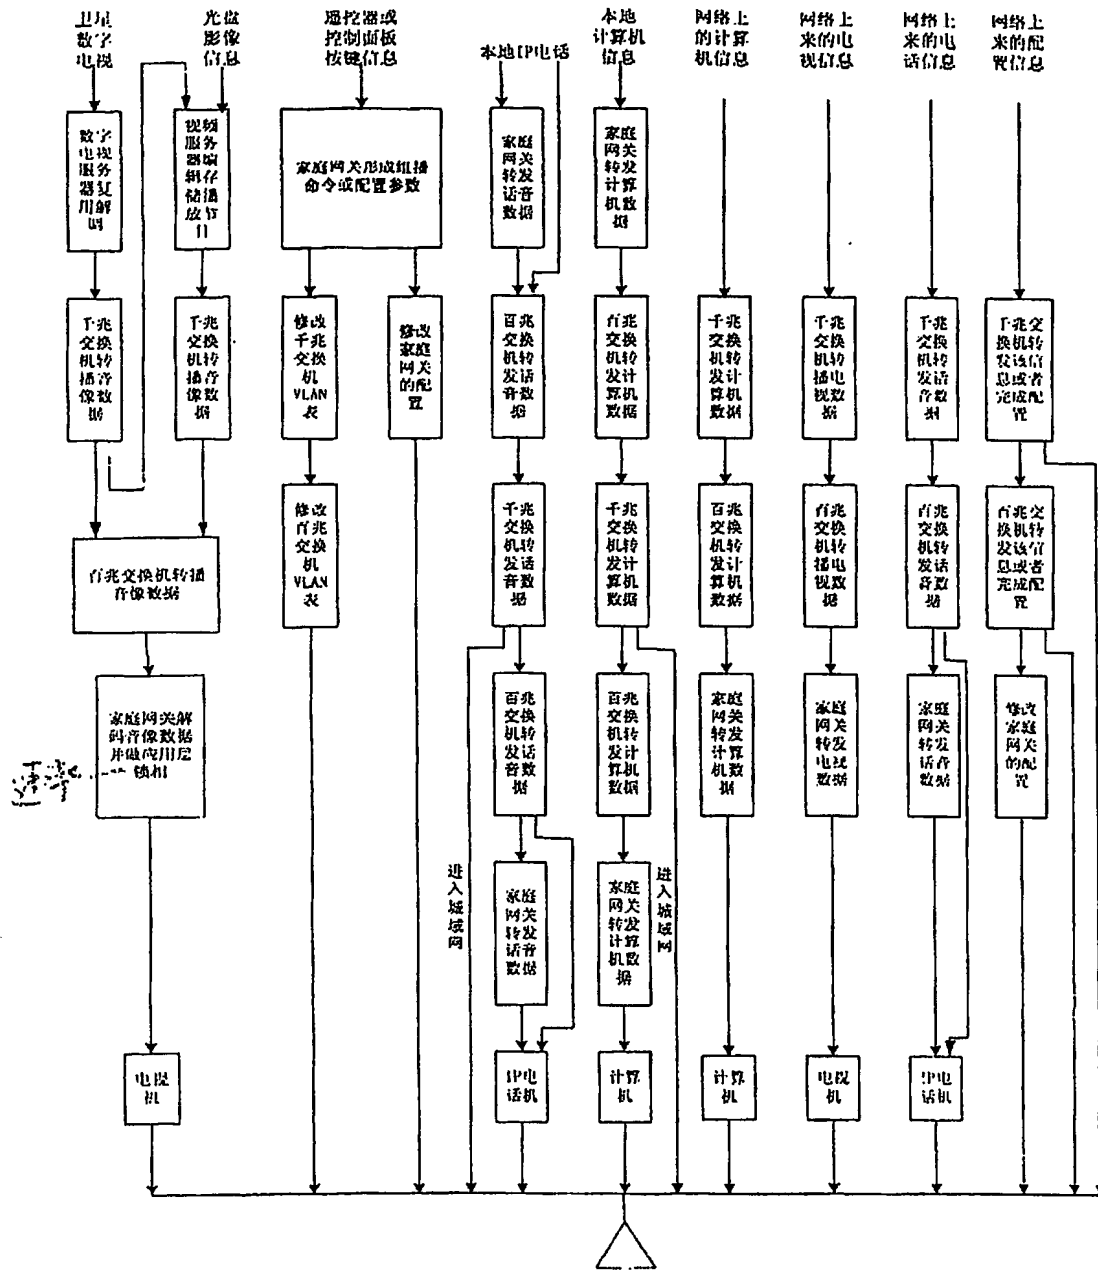 卫星
数字
电视
光盘
影像
信息
遥控器或
控制面板
按键信息
本地IP电话
本地
计算机
信息
网络上
的计算
机信息
网络上
来的电
视信息
网络上
来的电
话信息
网络上
来的配
置信息
数字
电视
服务
器复
用解
调
视频
服务
器编
辑存
储播
放节
目
家庭网关形成组播
命令或配置参数
家庭
网关
转发
话音
数据
家庭
网关
转发
计算
机数
据
千兆
交换
机转
播音
像数
据
千兆
交换
机转
播音
像数
据
修改
千兆
交换
机
VLAN
表
修改
家庭
网关
的配
置
百兆
交换
机转
发话
音数
据
百兆
交换
机转
发计
算机
数据
千兆
交换
机转
发计
算机
数据
千兆
交换
机转
播电
视数
据
千兆
交换
机转
发话
音数
据
千兆交
换机转
发该信
息或者
完成配
置
百兆交换机转播
音像数据
修改
百兆
交换
机
VLAN
表
千兆
交换
机转
发话
音数
据
千兆
交换
机转
发计
算机
数据
百兆
交换
机转
发计
算机
数据
百兆
交换
机转
播电
视数
据
百兆
交换
机转
发话
音数
据
百兆交
换机转
发该信
息或者
完成配
置
家庭网关解
码音像数据
并做应用层
锁相
百兆
交换
机转
发话
音数
据
百兆
交换
机转
发计
算机
数据
家庭
网关
转发
计算
机数
据
家庭
网关
转发
电视
数据
家庭
网关
转发
话音
数据
修改
家庭
网关
的配
置
进入城域网
家庭
网关
转发
话音
数据
家庭
网关
转发
计算
机数
据
进入城域网
电视
机
IP电
话机
计算
机
计算
机
电视
机
IP电
话机